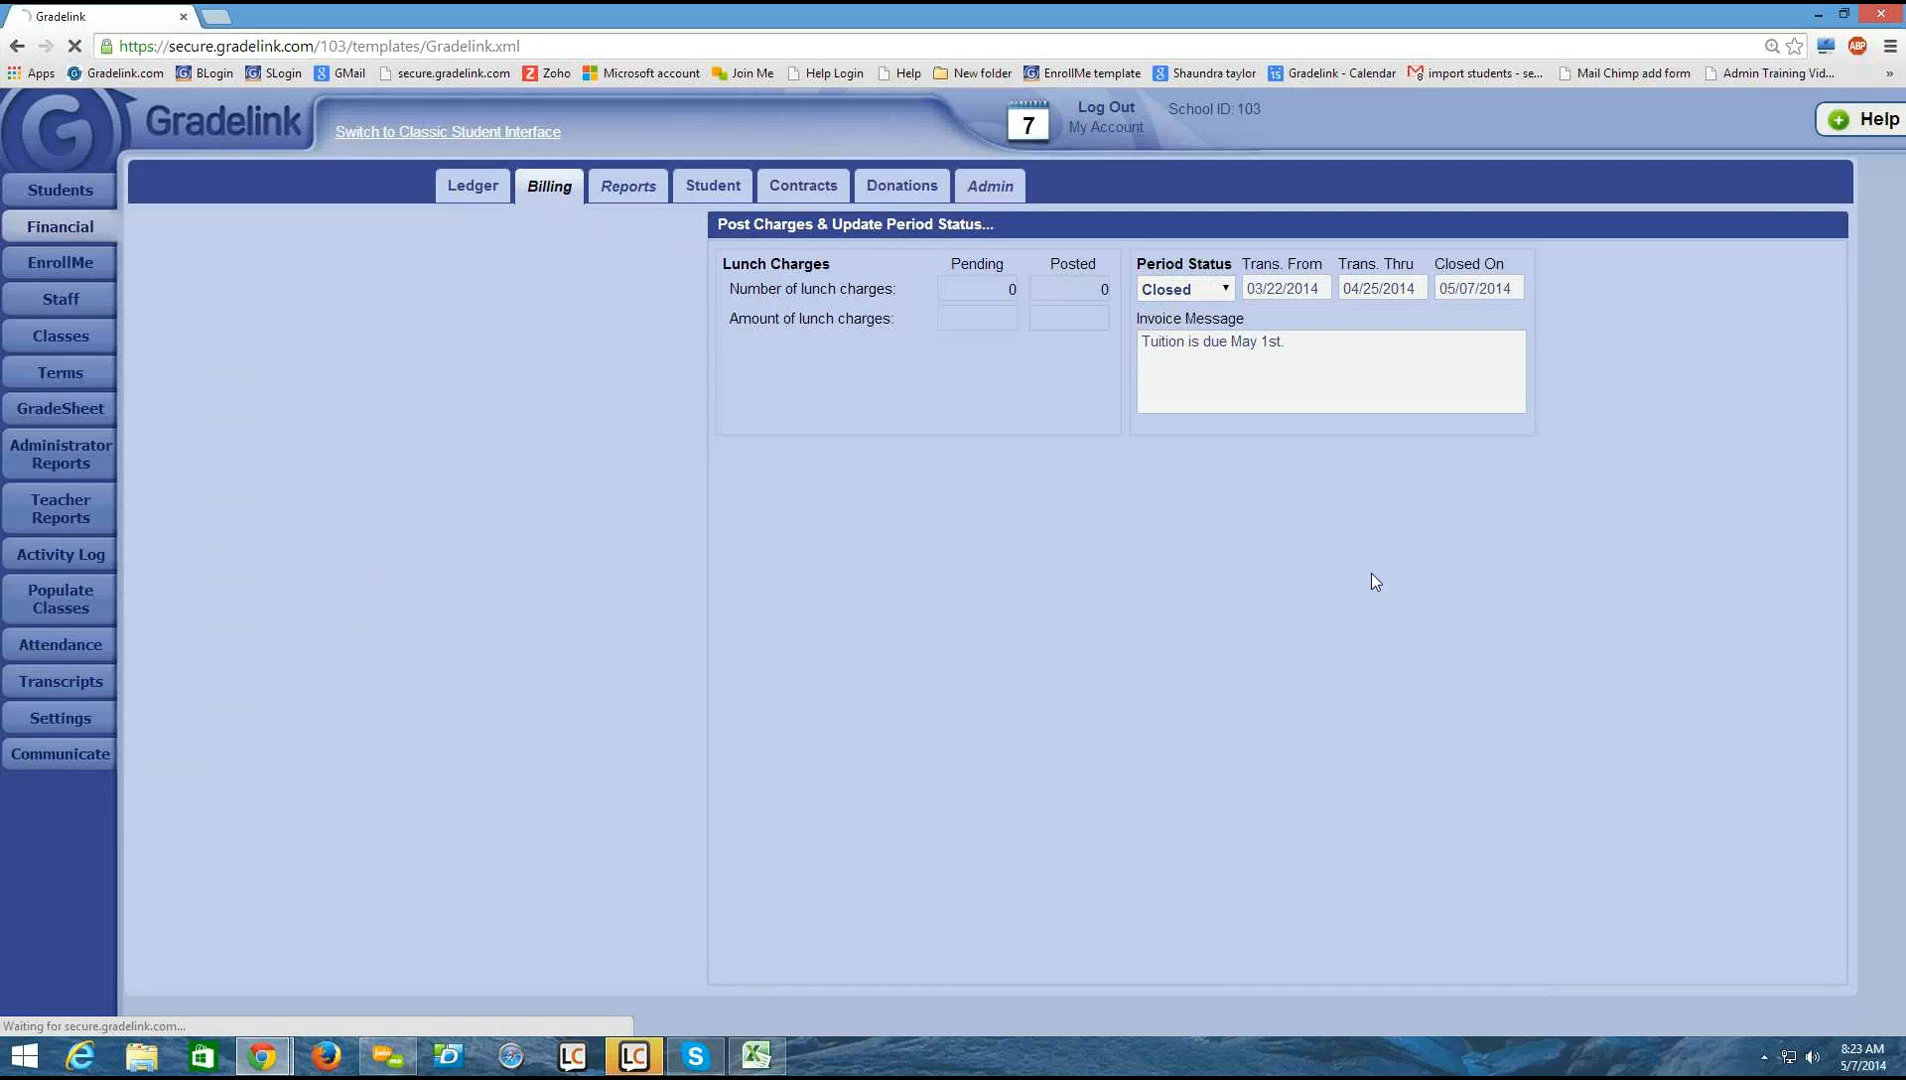 Gradelink
https://secure.gradelink.com/103/templates/Gradelink.xml
ABP
Apps Gradelink.com BLogin SLogin GMail secure.gradelink.com Zoho Microsoft account Join Me Help Login Help New folder EnrollMe template Shaundra taylor Gradelink - Calendar import students - se... Mail Chimp add form Admin Training Vid... »
Gradelink
Switch to Classic Student Interface
7
Log Out
My Account
School ID: 103
Help
Ledger Billing Reports Student Contracts Donations Admin
Students
Financial
EnrollMe
Staff
Classes
Terms
GradeSheet
Administrator
Reports
Teacher
Reports
Activity Log
Populate
Classes
Attendance
Transcripts
Settings
Communicate
Post Charges & Update Period Status...
Lunch Charges Pending Posted
Number of lunch charges: 0 0
Amount of lunch charges:
Period Status Trans. From Trans. Thru Closed On
Closed 03/22/2014 04/25/2014 05/07/2014
Invoice Message
Tuition is due May 1st.
Waiting for secure.gradelink.com...
8:23 AM
5/7/2014